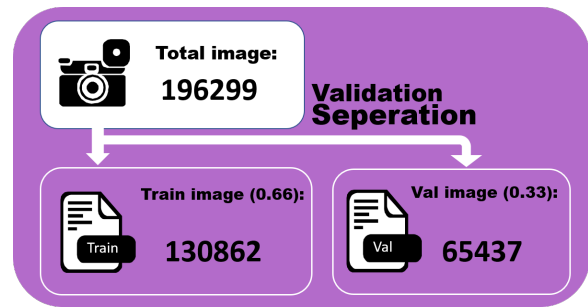 Total image:
196299
Validation
Seperation
Train image (0.66):
Train
130862
Val image (0.33):
Val
65437